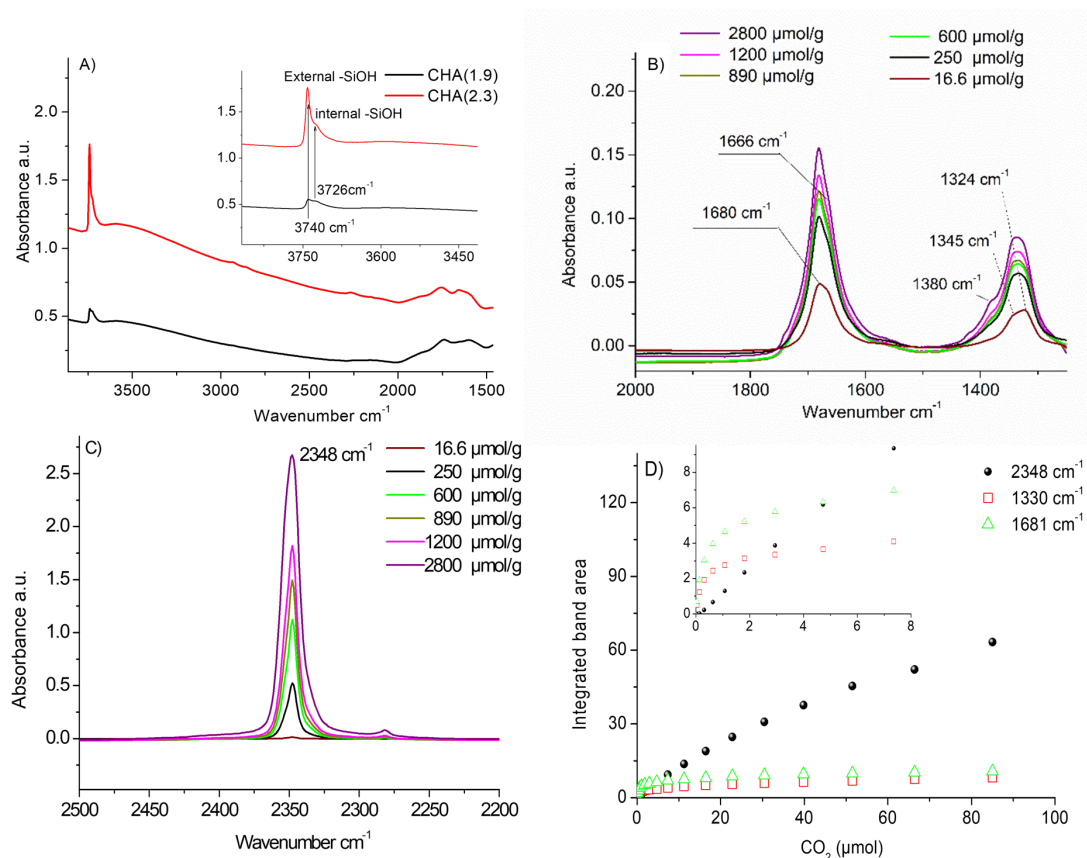 A)
CHA(1.9)
CHA(2.3)
External -SiOH
internal -SiOH
3726cm-1
3740 cm-1
1.5
1.0
0.5
3750 3600 3450
2.0
1.5
1.0
0.5
3500 3000 2500 2000 1500
Absorbance a.u.
Wavenumber cm-1
B)
2800 µmol/g
1200 µmol/g
890 µmol/g
600 µmol/g
250 µmol/g
16.6 µmol/g
1666 cm-1
1680 cm-1
1324 cm-1
1345 cm-1
1380 cm-1
0.20
0.15
0.10
0.05
0.00
2000 1800 1600 1400
Absorbance a.u.
Wavenumber cm-1
C)
2348 cm-1
16.6 µmol/g
250 µmol/g
600 µmol/g
890 µmol/g
1200 µmol/g
2800 µmol/g
2.5
2.0
1.5
1.0
0.5
0.0
2500 2450 2400 2350 2300 2250 2200
Absorbance a.u.
Wavenumber cm-1
D)
2348 cm-1
1330 cm-1
1681 cm-1
8
6
4
2
0
0 2 4 6 8
120
90
60
30
0
0 20 40 60 80 100
Integrated band area
CO2 (µmol)